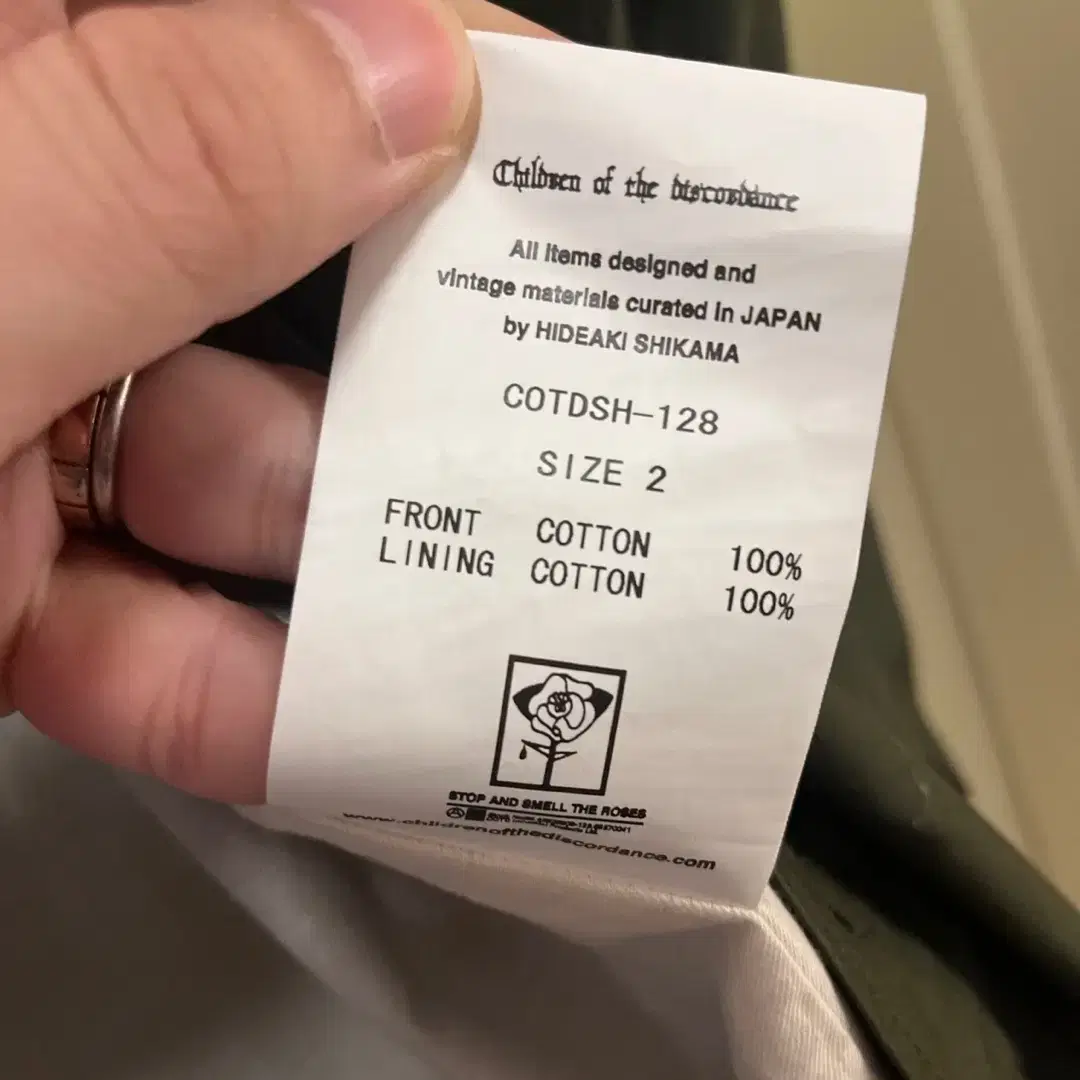 Children of the discordance
All items designed and
vintage materials curated in JAPAN
by HIDEAKI SHIKAMA
COTDSH-128
SIZE 2
FRONT COTTON 100%
LINING COTTON 100%
STOP AND SMELL THE ROSES
www.childrenofthediscordance.com